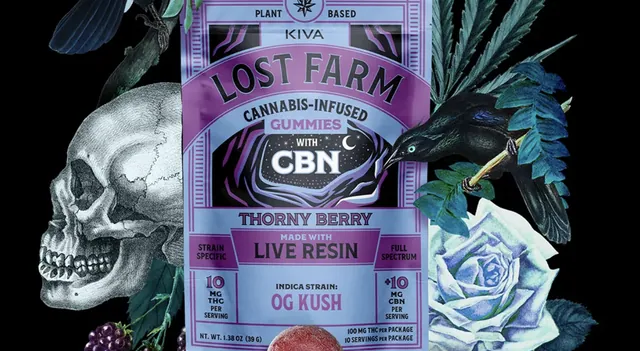 PLANT BASED
KIVA
LOST FARM
CANNABIS-INFUSED
GUMMIES
WITH
CBN
THORNY BERRY
MADE WITH
LIVE RESIN
STRAIN
SPECIFIC
FULL
SPECTRUM
10
MG
THC
PER
SERVING
INDICA STRAIN:
OG KUSH
+10
MG
CBN
PER
SERVING
NT. WT. 1.38 OZ (39 G)
100 MG THC PER PACKAGE
10 SERVINGS PER PACKAGE